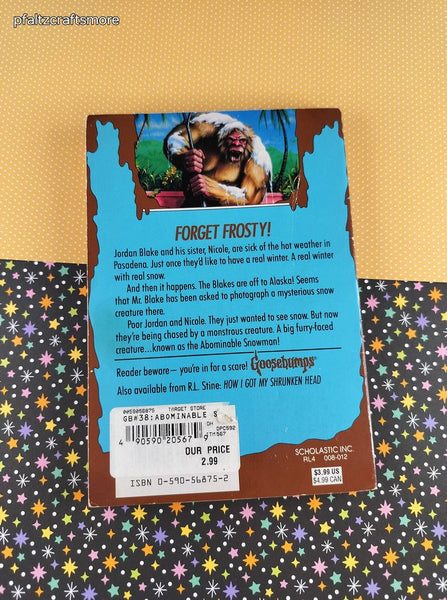 pfaltzcraftsmore
FORGET FROSTY!
Jordan Blake and his sister, Nicole, are sick of the hot weather in
Pasadena. Just once they'd like to have a real winter. A real winter
with real snow.
And then it happens. The Blakes are off to Alaska! Seems
that Mr. Blake has been asked to photograph a mysterious snow
creature there.
Poor Jordan and Nicole. They just wanted to see snow. But now
they're being chased by a monstrous creature. A big furry-faced
creature...known as the Abominable Snowman!
Reader beware— you're in for a scare! Goosebumps
Also available from R.L. Stine: HOW I GOT MY SHRUNKEN HEAD
0059056875 TARGET STORE
GB#38:ABOMINABLE S
DPC592
4 90590 20567 9
OUR PRICE
2.99
ISBN 0-590-56875-2
SCHOLASTIC INC.
RL4 008-012
$3.99 US
$4.99 CAN